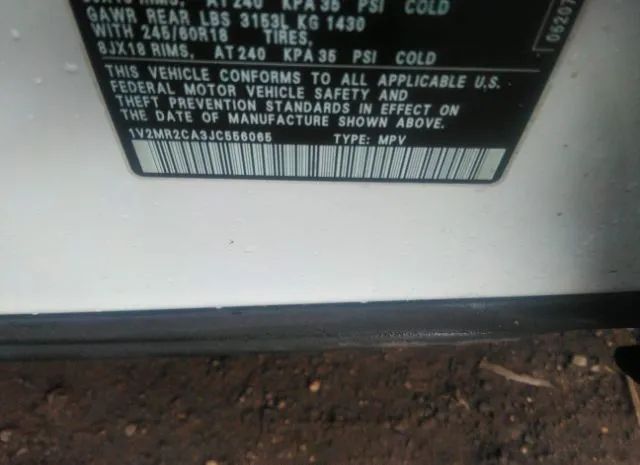 RIMS, AT 240 KPA 35 PSI COLD
GAWR REAR LBS 3153L KG 1430
WITH 245/60R18 TIRES,
8JX18 RIMS, AT 240 KPA 35 PSI COLD
THIS VEHICLE CONFORMS TO ALL APPLICABLE U.S.
FEDERAL MOTOR VEHICLE SAFETY AND
THEFT PREVENTION STANDARDS IN EFFECT ON
THE DATE OF MANUFACTURE SHOWN ABOVE.
1V2MR2CA3JC556065 TYPE: MPV